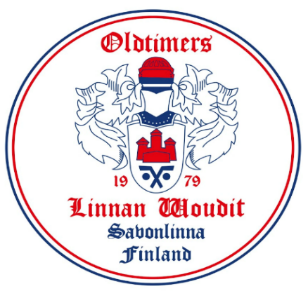 Oldtimers
19 79
Linnan Woudit
Savonlinna
Finland